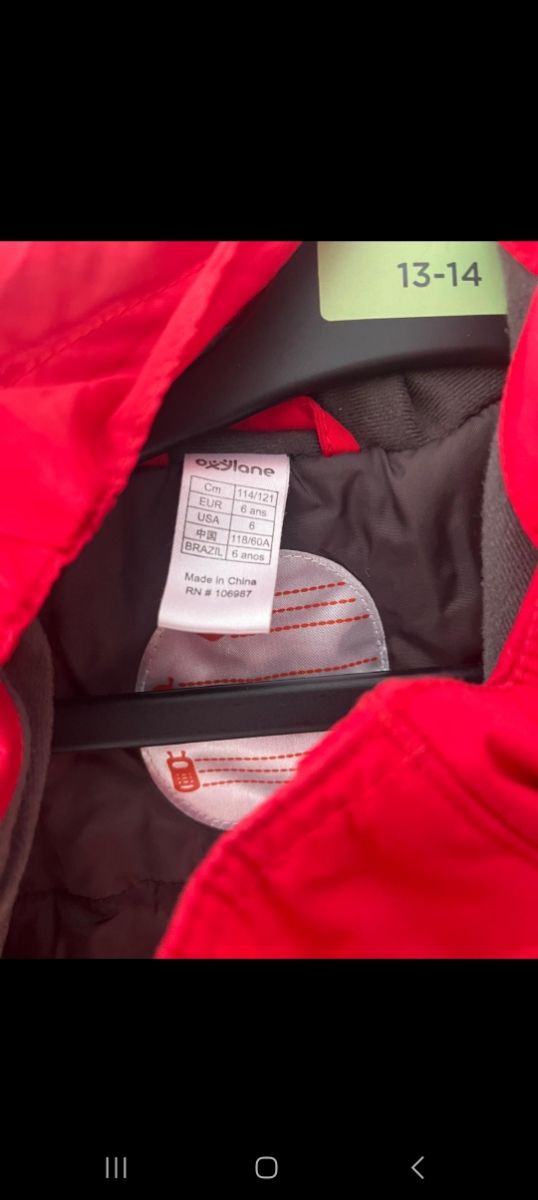 13-14
oxylane
Cm 114/121
EUR 6 ans
USA 6
中国 118/60A
BRAZIL 6 anos
Made in China
RN # 106987